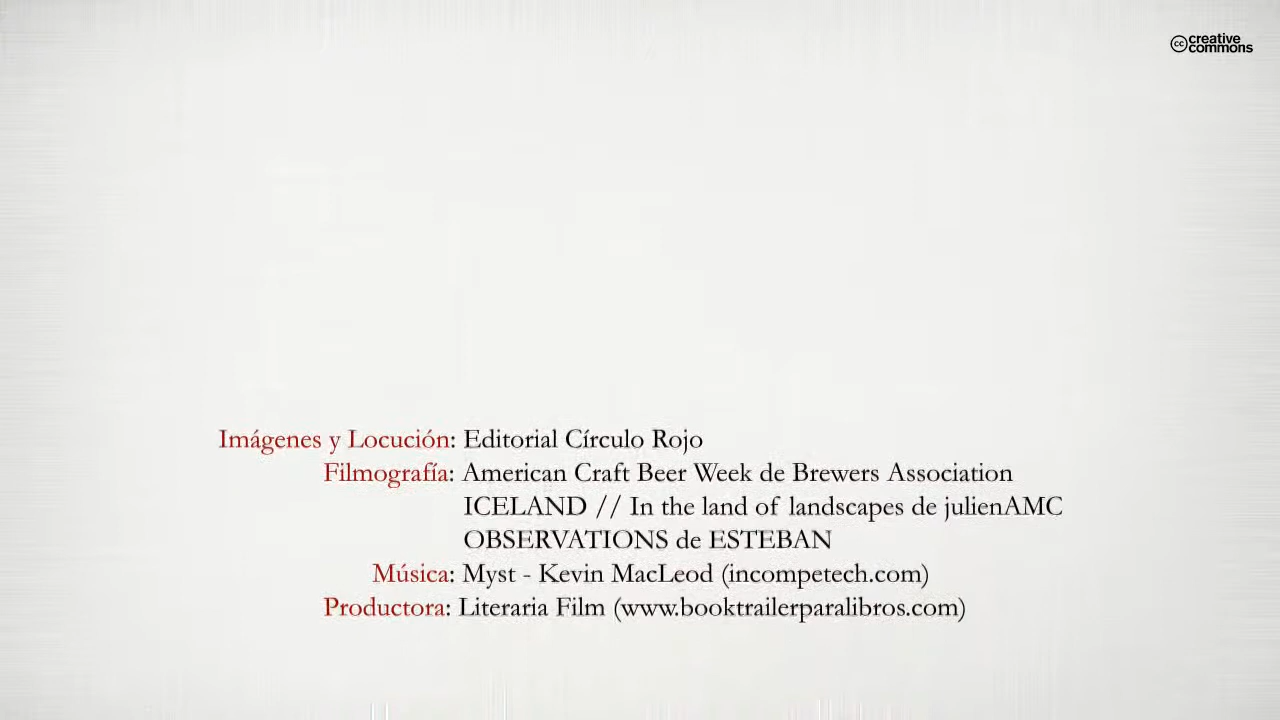 cc creative
commons
Imágenes y Locución: Editorial Círculo Rojo
Filmografía: American Craft Beer Week de Brewers Association
ICELAND // In the land of landscapes de julienAMC
OBSERVATIONS de ESTEBAN
Música: Myst - Kevin MacLeod (incompetech.com)
Productora: Literaria Film (www.booktrailerparalibros.com)